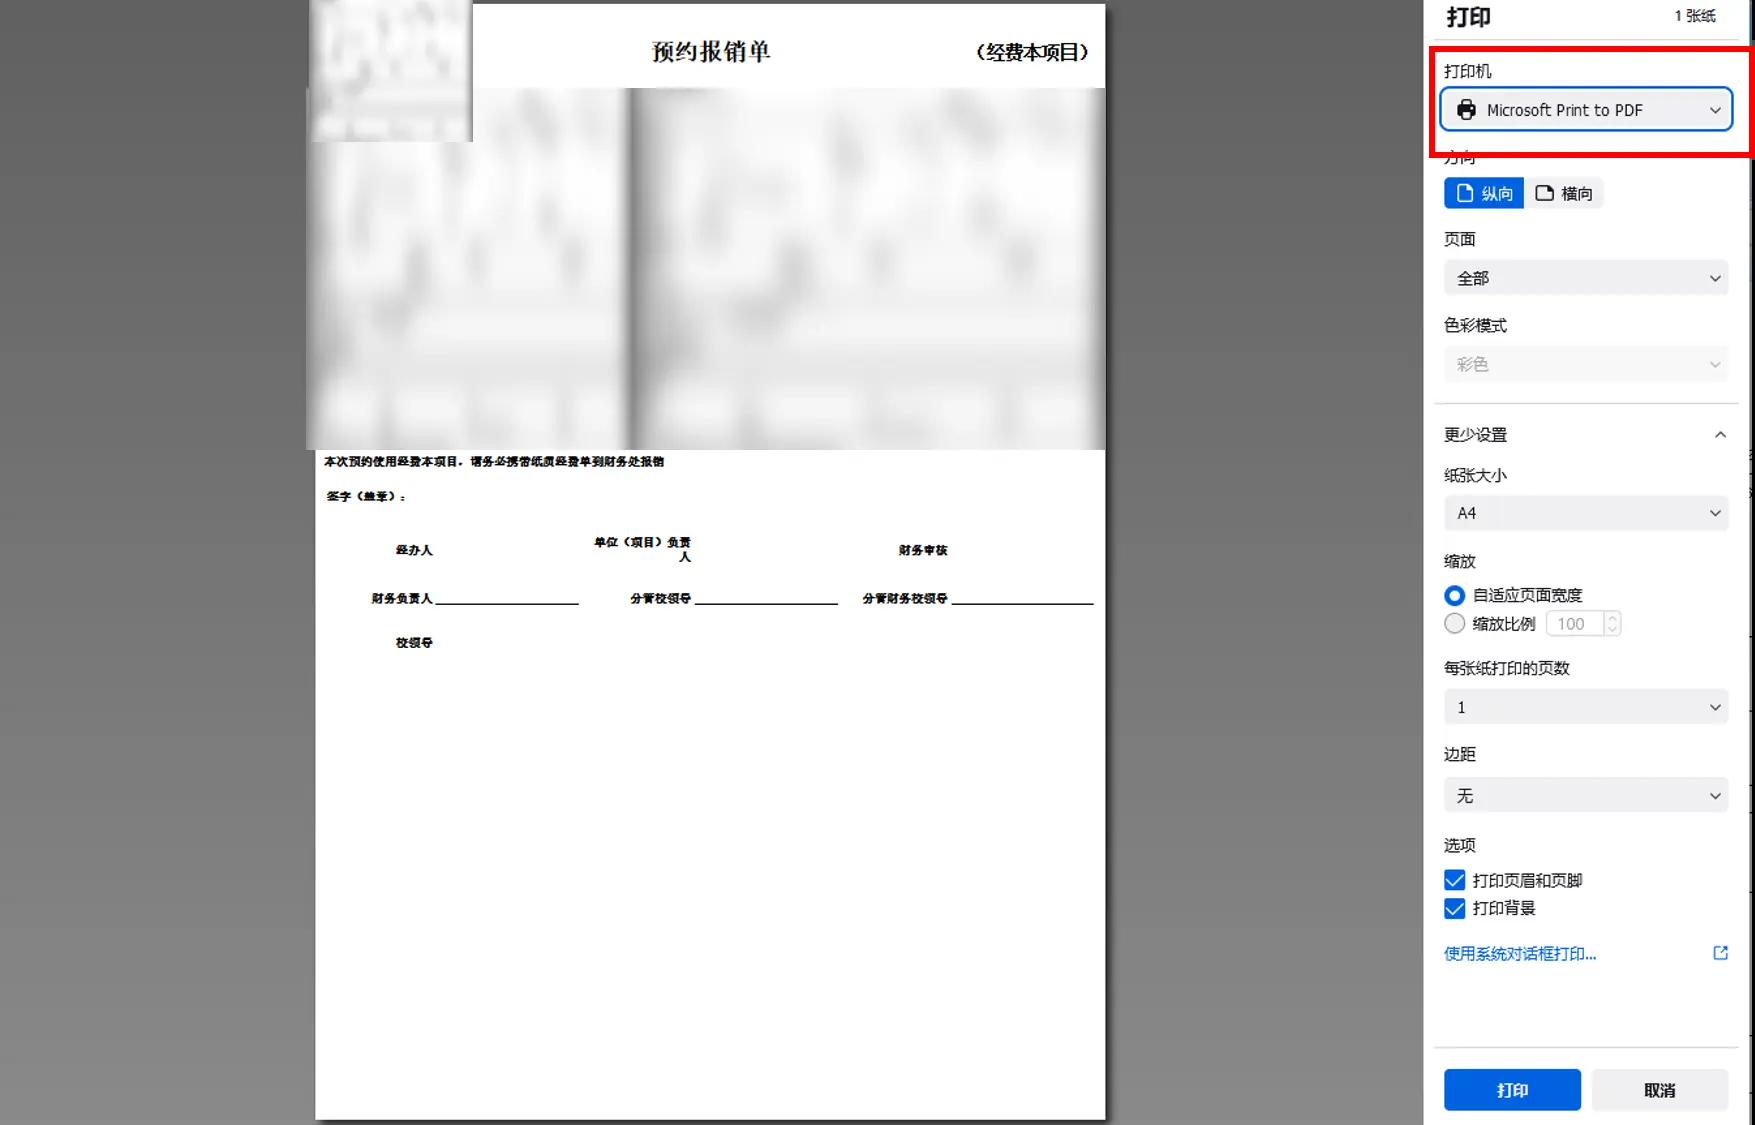 预约报销单
（经费本项目）
本次预约使用经费本项目，请务必携带纸质经费单到财务处报销
签字（盖章）：
经办人
单位（项目）负责
人
财务审核
财务负责人
分管校领导
分管财务校领导
校领导
打印
1 张纸
打印机
Microsoft Print to PDF
方向
纵向
横向
页面
全部
色彩模式
彩色
更少设置
纸张大小
A4
缩放
自适应页面宽度
缩放比例
100
每张纸打印的页数
1
边距
无
选项
打印页眉和页脚
打印背景
使用系统对话框打印...
打印
取消